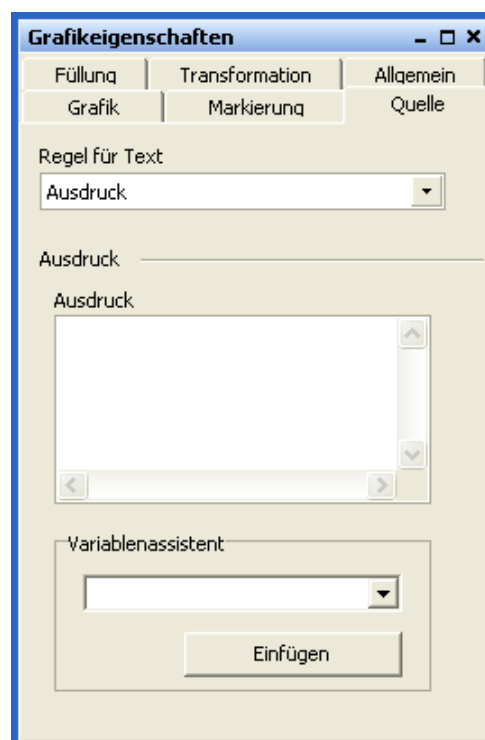 Grafikeigenschaften
Füllung Transformation Allgemein
Grafik Markierung Quelle
Regel für Text
Ausdruck
Ausdruck
Ausdruck
Variablenassistent
Einfügen